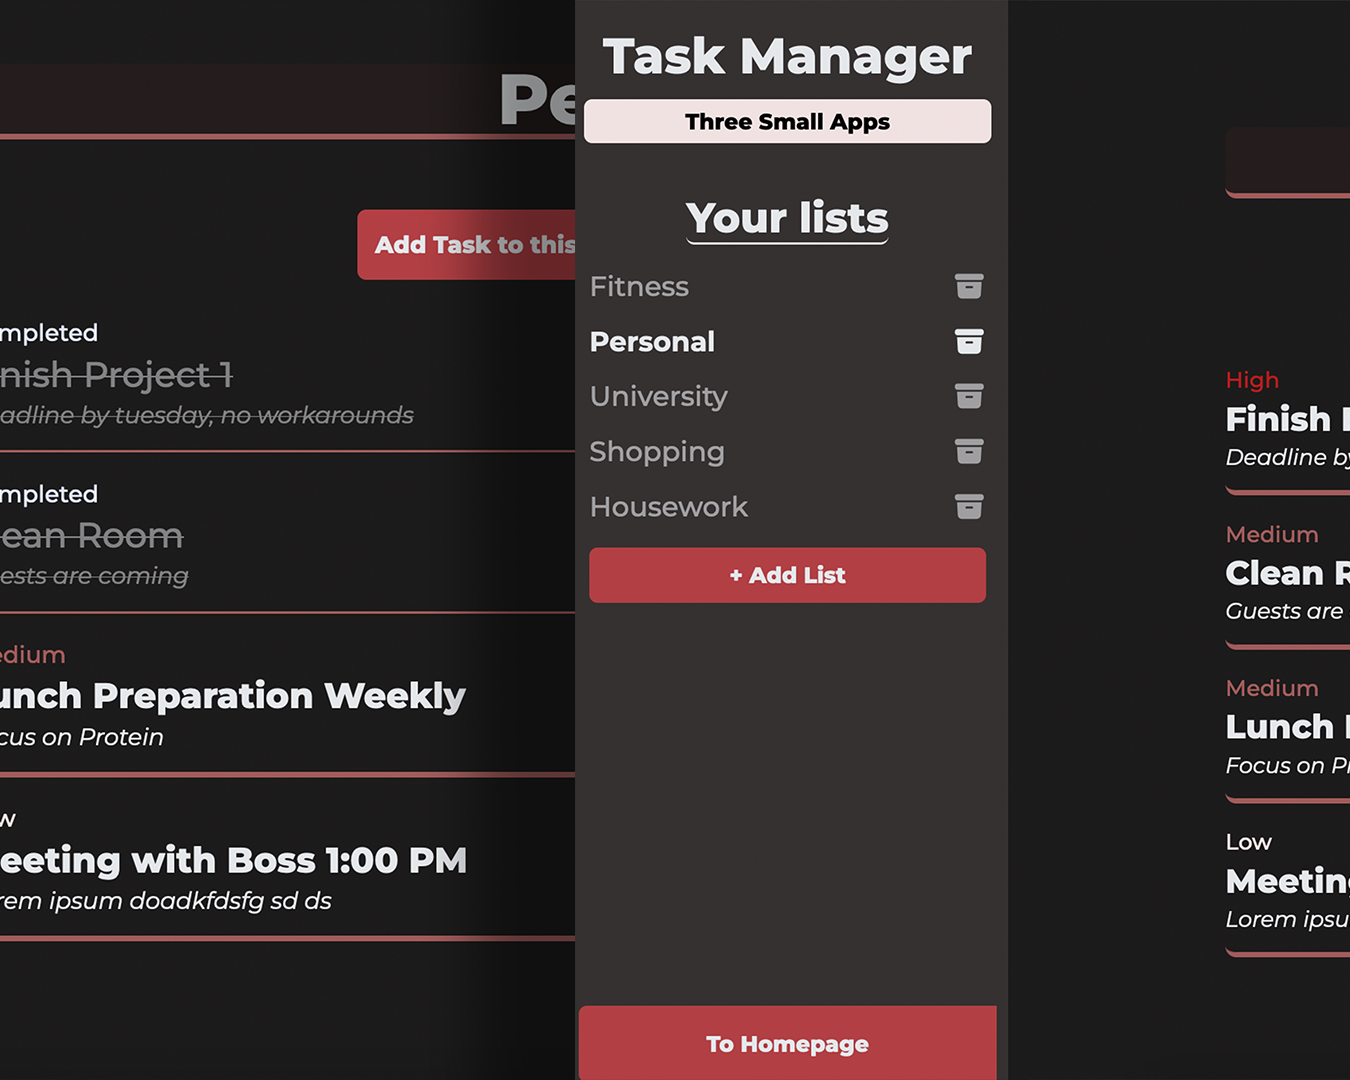 Pe
Add Task to this
mpleted
nish Project 1
adline by tuesday, no workarounds
mpleted
ean Room
ests are coming
edium
unch Preparation Weekly
cus on Protein
w
eeting with Boss 1:00 PM
rem ipsum doadkfdsfg sd ds
Task Manager
Three Small Apps
Your lists
Fitness
Personal
University
Shopping
Housework
+ Add List
To Homepage
High
Finish
Deadline by
Medium
Clean R
Guests are
Medium
Lunch
Focus on Pr
Low
Meeting
Lorem ipsu